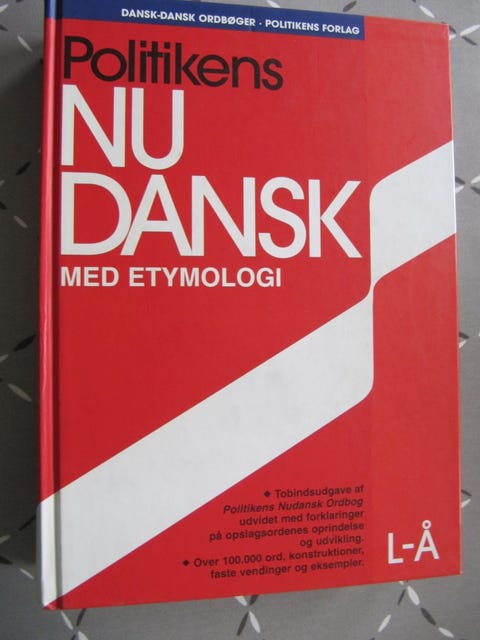 DANSK-DANSK ORDBØGER · POLITIKENS FORLAG
Politikens
NU
DANSK
MED ETYMOLOGI
◆ Tobindsudgave af
Politikens Nudansk Ordbog
udvidet med forklaringer
på opslagsordenes oprindelse
og udvikling.
◆ Over 100.000 ord, konstruktioner,
faste vendinger og eksempler.
L-Å